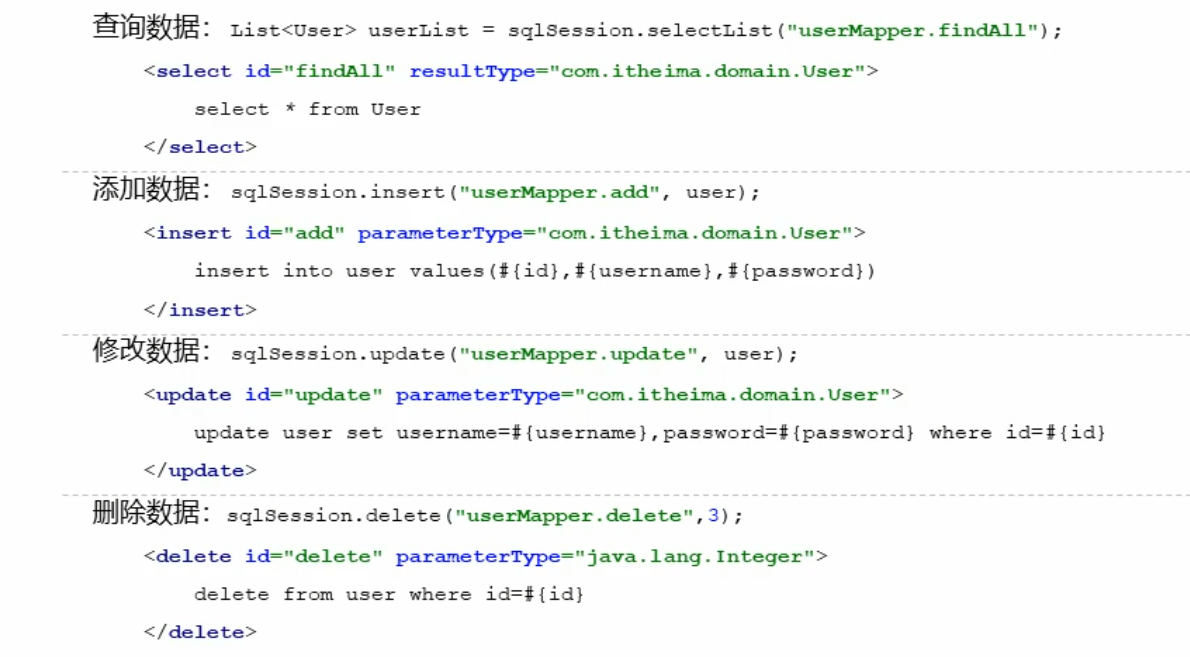 查询数据：List<User> userList = sqlSession.selectList("userMapper.findAll");
<select id="findAll" resultType="com.itheima.domain.User">
select * from User
</select>
添加数据：sqlSession.insert("userMapper.add", user);
<insert id="add" parameterType="com.itheima.domain.User">
insert into user values(#{id},#{username},#{password})
</insert>
修改数据：sqlSession.update("userMapper.update", user);
<update id="update" parameterType="com.itheima.domain.User">
update user set username=#{username},password=#{password} where id=#{id}
</update>
删除数据：sqlSession.delete("userMapper.delete",3);
<delete id="delete" parameterType="java.lang.Integer">
delete from user where id=#{id}
</delete>